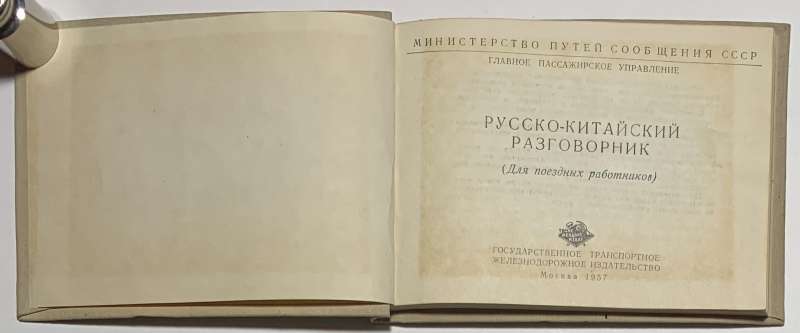 МИНИСТЕРСТВО ПУТЕЙ СООБЩЕНИЯ СССР
ГЛАВНОЕ ПАССАЖИРСКОЕ УПРАВЛЕНИЕ
РУССКО-КИТАЙСКИЙ
РАЗГОВОРНИК
(Для поездных работников)
ГОСУДАРСТВЕННОЕ ТРАНСПОРТНОЕ
ЖЕЛЕЗНОДОРОЖНОЕ ИЗДАТЕЛЬСТВО
Москва 1957